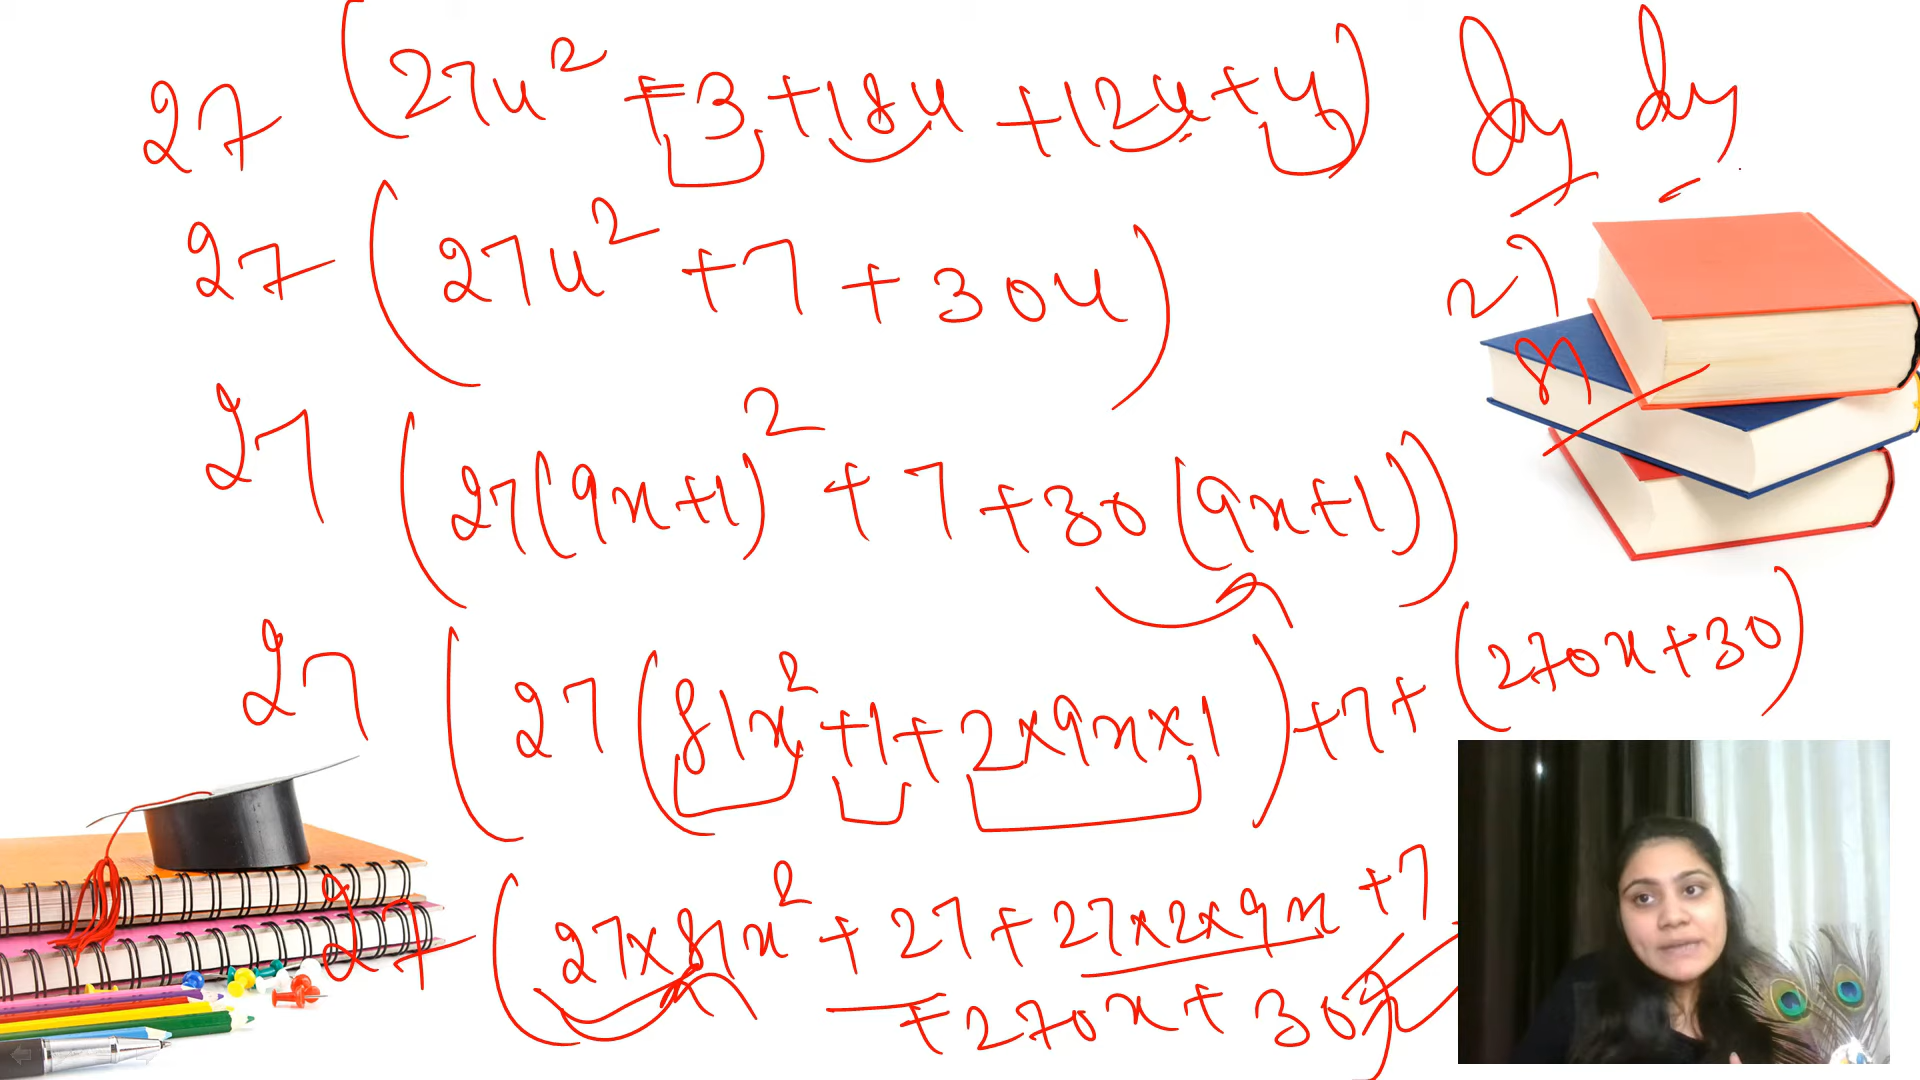 27 (27u² + 3 + 18u + 12u + 4) dy dy
27 (27u² + 7 + 30u)
27 (27(9x+1)² + 7 + 30(9x+1))
27 (27(81x² + 1 + 2×9x×1) + 7 + (270x+30)
27 (27×81x² + 27 + 27×2×9x + 7
+270x + 30